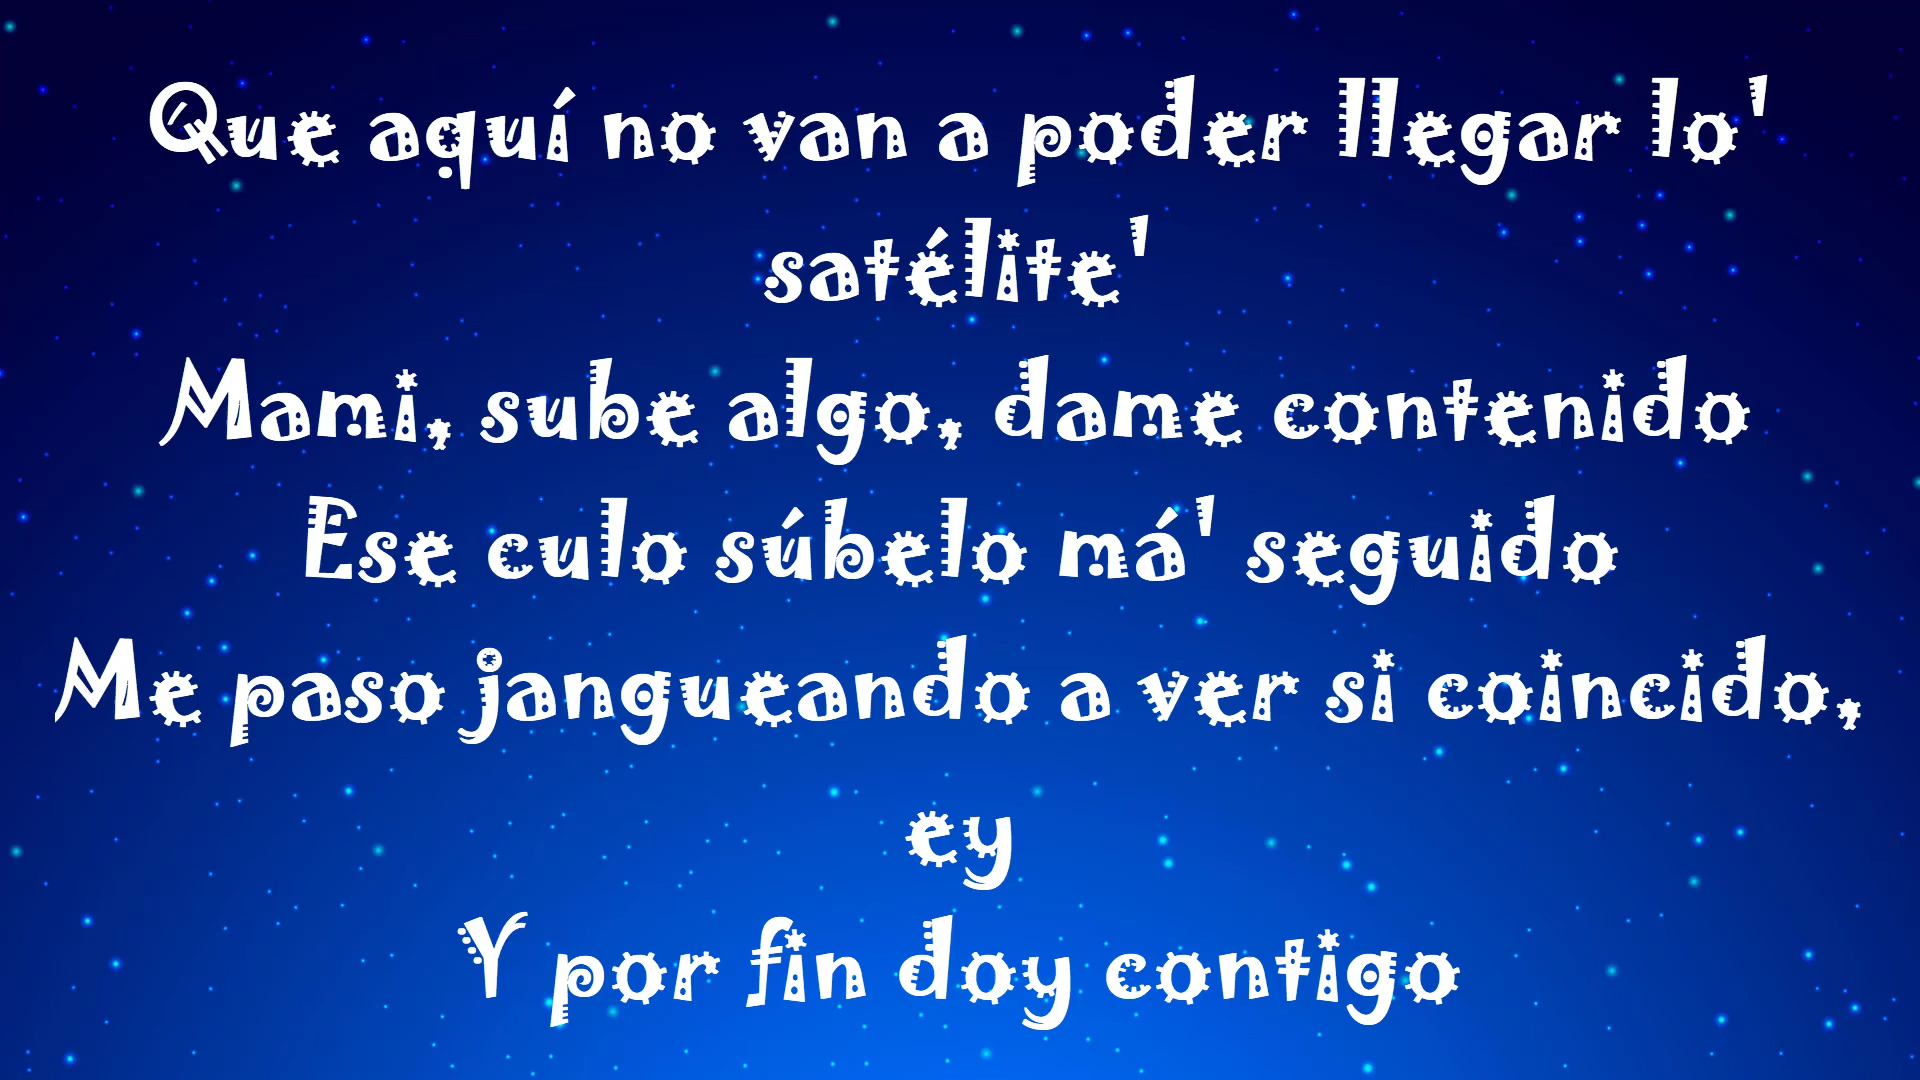 Que aquí no van a poder llegar lo'
satélite'
Mami, sube algo, dame contenido
Ese culo súbelo má' seguido
Me paso jangueando a ver si coincido,
ey
Y por fin doy contigo